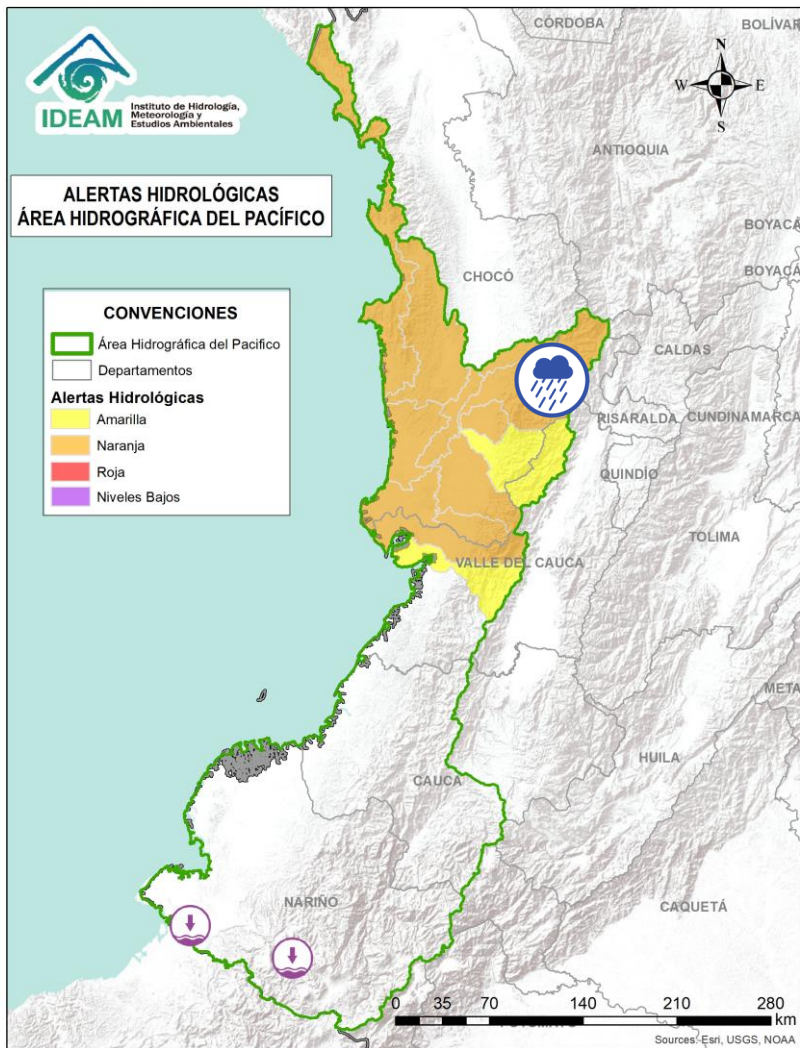 CÓRDOBA
BOLÍVAR
N
W E
S
IDEAM
Instituto de Hidrología,
Meteorología y
Estudios Ambientales
ANTIOQUIA
ALERTAS HIDROLÓGICAS
ÁREA HIDROGRÁFICA DEL PACÍFICO
BOYACÁ
BOYACÁ
CHOCÓ
CONVENCIONES
Área Hidrográfica del Pacifico
Departamentos
Alertas Hidrológicas
Amarilla
Naranja
Roja
Niveles Bajos
CALDAS
RISARALDA
CUNDINAMARCA
QUINDÍO
TOLIMA
VALLE DEL CAUCA
META
HUILA
CAUCA
NARIÑO
CAQUETÁ
0 35 70 140 210 280
km
Sources: Esri, USGS, NOAA